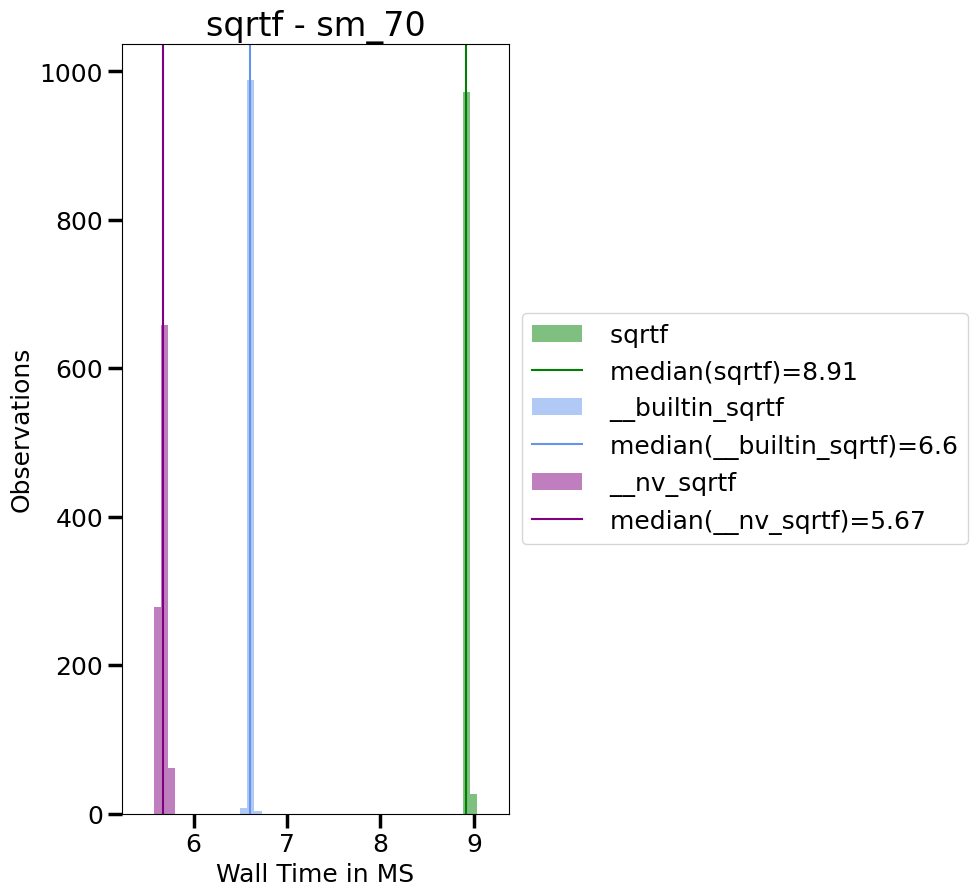 sqrtf - sm_70
1000
800
600
400
200
0
Observations
6 7 8 9
Wall Time in MS
sqrtf
median(sqrtf)=8.91
__builtin_sqrtf
median(__builtin_sqrtf)=6.6
__nv_sqrtf
median(__nv_sqrtf)=5.67